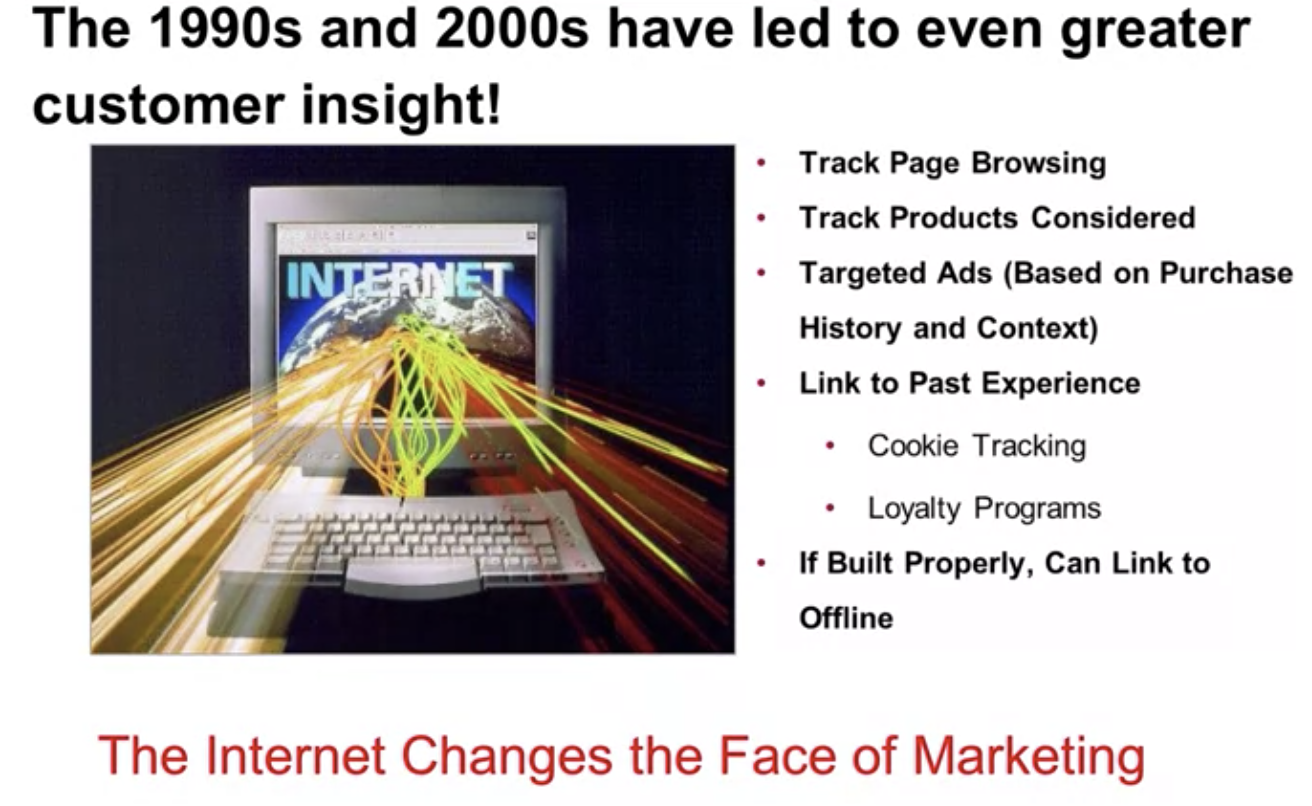 The 1990s and 2000s have led to even greater
customer insight!
INTERNET
• Track Page Browsing
• Track Products Considered
• Targeted Ads (Based on Purchase
History and Context)
• Link to Past Experience
• Cookie Tracking
• Loyalty Programs
• If Built Properly, Can Link to
Offline
The Internet Changes the Face of Marketing